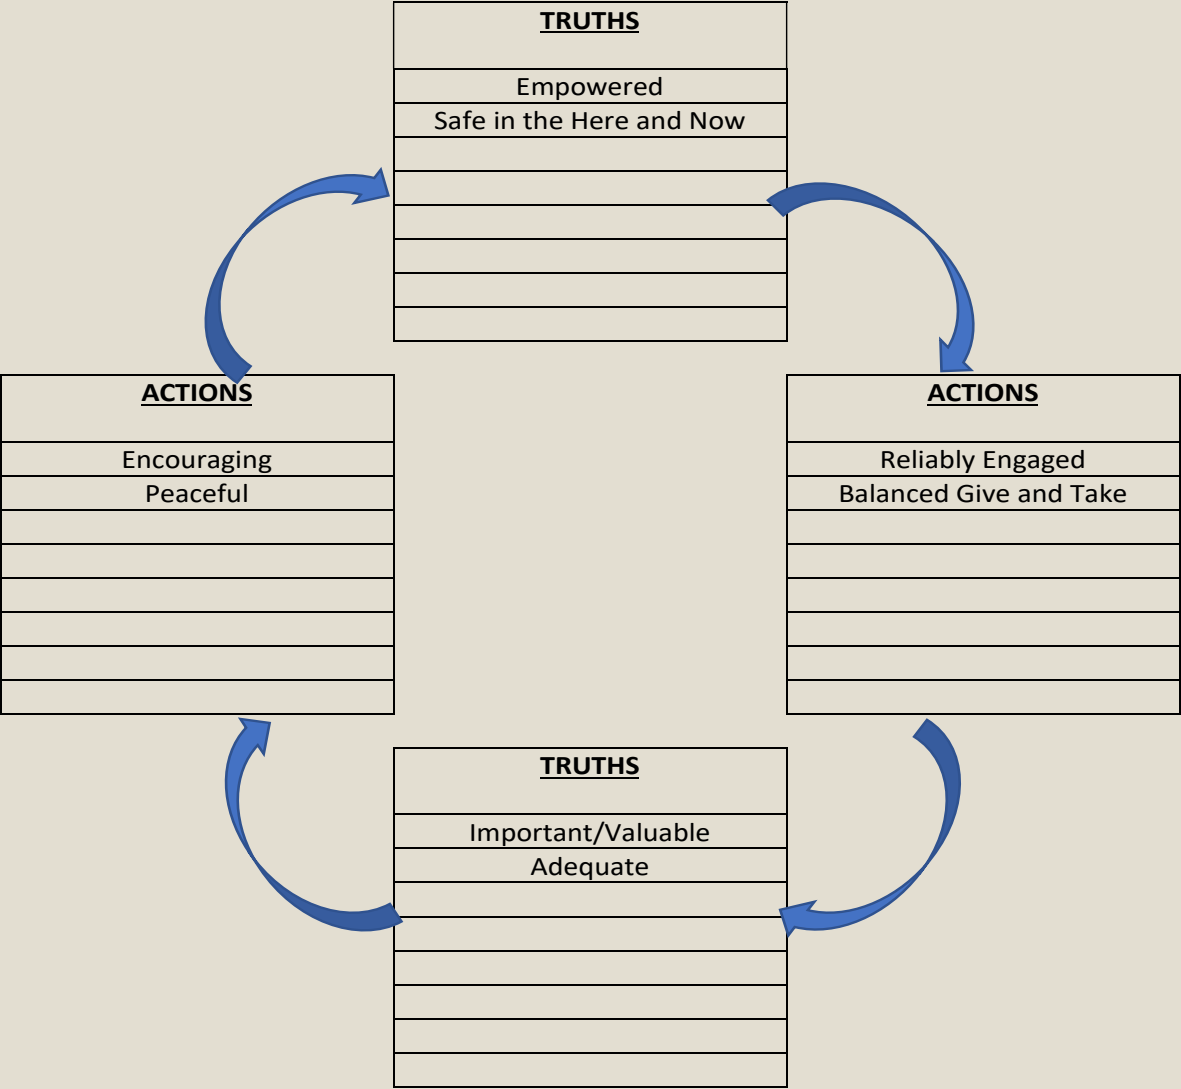 TRUTHS
Empowered
Safe in the Here and Now
ACTIONS
Encouraging
Peaceful
ACTIONS
Reliably Engaged
Balanced Give and Take
TRUTHS
Important/Valuable
Adequate